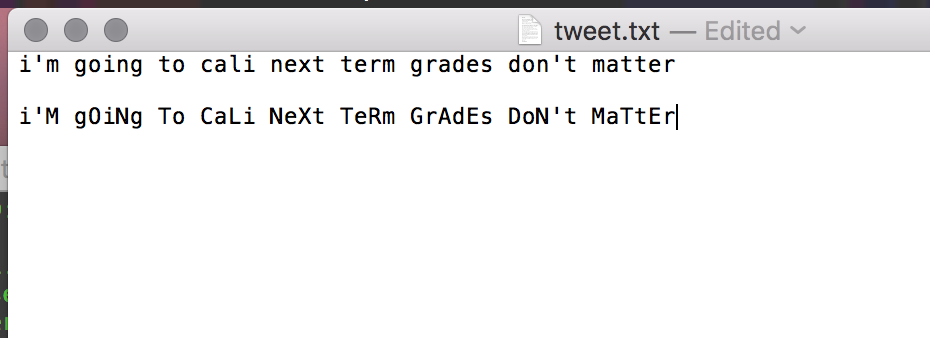 tweet.txt — Edited
i'm going to cali next term grades don't matter
i'M gOiNg To CaLi NeXt TeRm GrAdEs DoN't MaTtEr